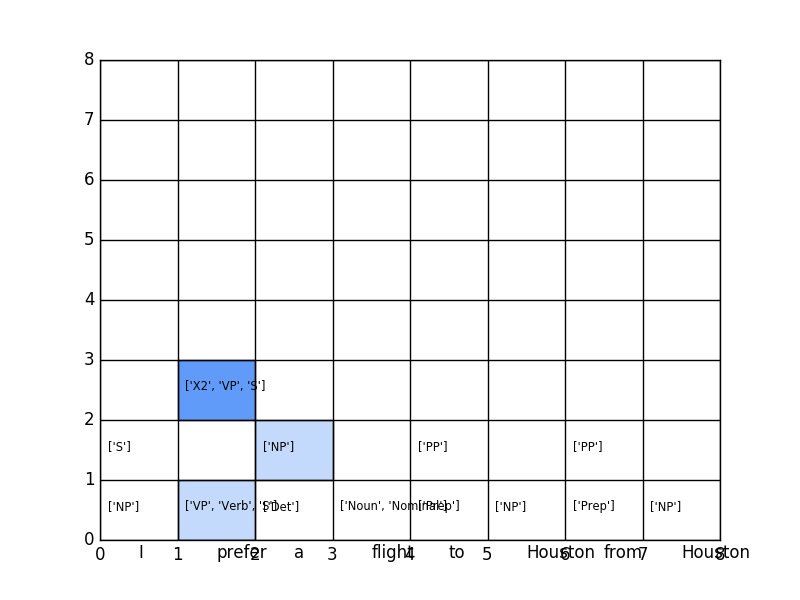 8
7
6
5
4
3
['X2', 'VP', 'S']
2
['S'] ['NP'] ['PP'] ['PP']
1
['NP'] ['VP', 'Verb', 'S'] ['Det'] ['Noun', 'Nominal'] ['Prep'] ['NP'] ['Prep'] ['NP']
0
I prefer a flight to Houston from Houston
0 1 2 3 4 5 6 7 8